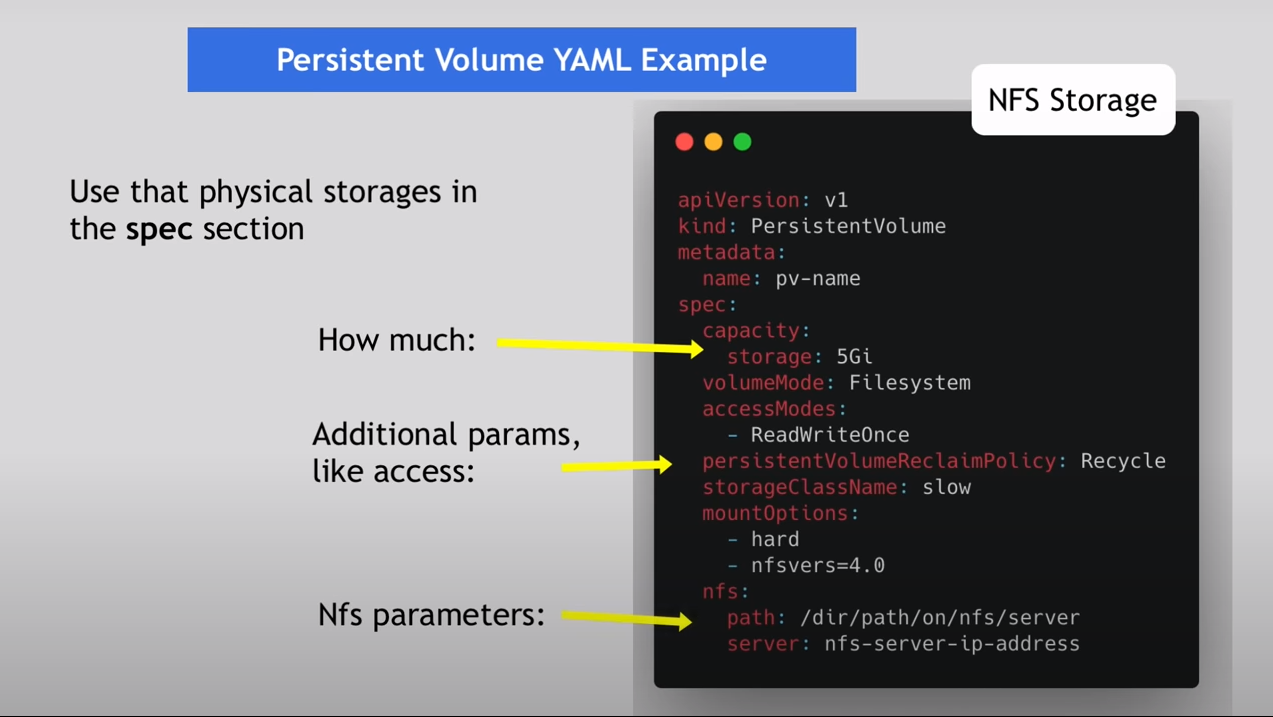 Persistent Volume YAML Example
NFS Storage
Use that physical storages in
the spec section
How much:
Additional params,
like access:
Nfs parameters:
apiVersion: v1
kind: PersistentVolume
metadata:
  name: pv-name
spec:
  capacity:
    storage: 5Gi
  volumeMode: Filesystem
  accessModes:
    - ReadWriteOnce
  persistentVolumeReclaimPolicy: Recycle
  storageClassName: slow
  mountOptions:
    - hard
    - nfsvers=4.0
  nfs:
    path: /dir/path/on/nfs/server
    server: nfs-server-ip-address